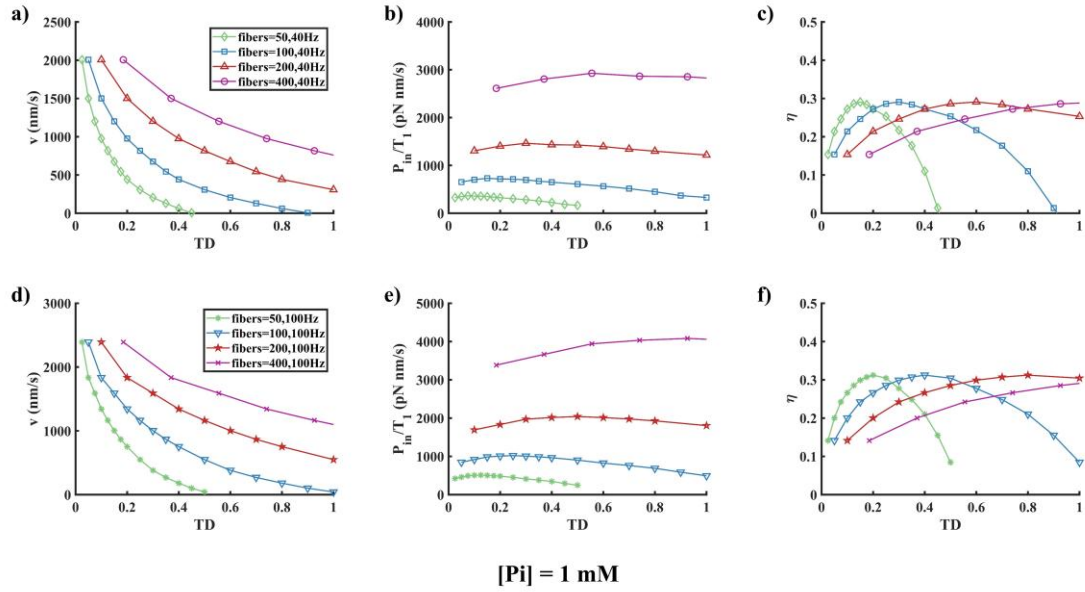 a)
2500
2000
1500
1000
500
0
v (nm/s)
0 0.2 0.4 0.6 0.8 1
TD
fibers=50,40Hz
fibers=100,40Hz
fibers=200,40Hz
fibers=400,40Hz
b)
4000
3000
2000
1000
0
P_in/T_1 (pN nm/s)
0 0.2 0.4 0.6 0.8 1
TD
c)
0.5
0.4
0.3
0.2
0.1
0
η
0 0.2 0.4 0.6 0.8 1
TD
d)
3000
2000
1000
0
v (nm/s)
0 0.2 0.4 0.6 0.8 1
TD
fibers=50,100Hz
fibers=100,100Hz
fibers=200,100Hz
fibers=400,100Hz
e)
5000
4000
3000
2000
1000
0
P_in/T_1 (pN nm/s)
0 0.2 0.4 0.6 0.8 1
TD
f)
0.5
0.4
0.3
0.2
0.1
0
η
0 0.2 0.4 0.6 0.8 1
TD
[Pi] = 1 mM